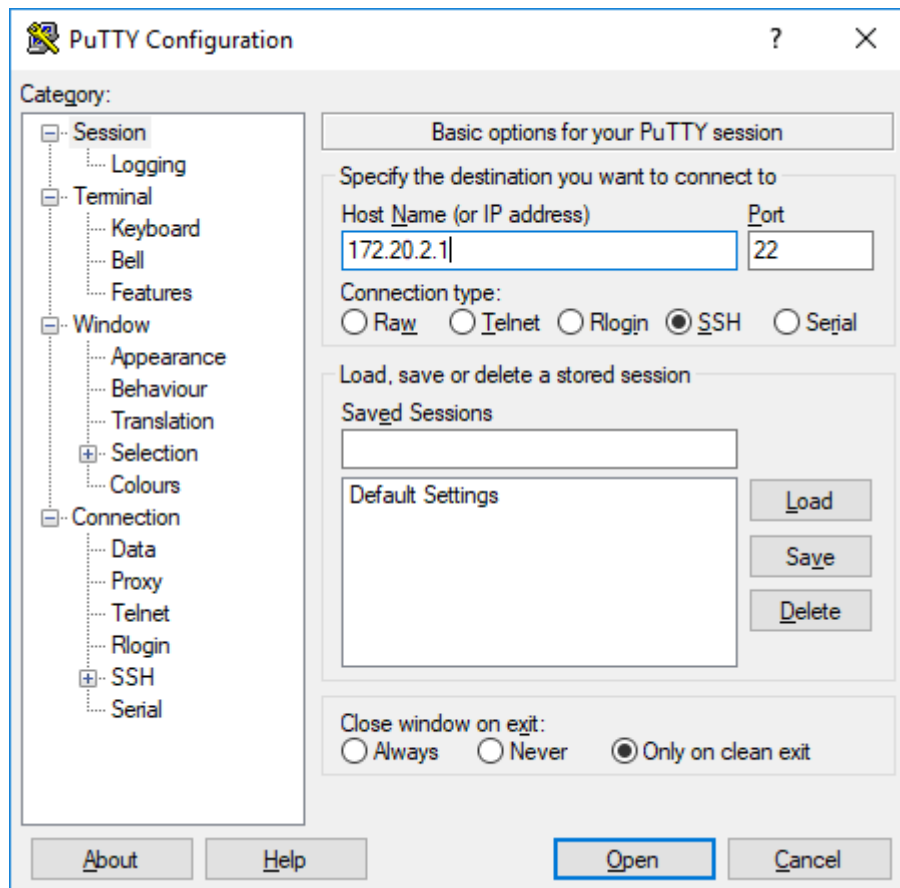 PuTTY Configuration
?
Category:
Session
Logging
Terminal
Keyboard
Bell
Features
Window
Appearance
Behaviour
Translation
Selection
Colours
Connection
Data
Proxy
Telnet
Rlogin
SSH
Serial
Basic options for your PuTTY session
Specify the destination you want to connect to
Host Name (or IP address) Port
172.20.2.1 22
Connection type:
Raw Telnet Rlogin SSH Serial
Load, save or delete a stored session
Saved Sessions
Default Settings
Load
Save
Delete
Close window on exit:
Always Never Only on clean exit
About Help Open Cancel